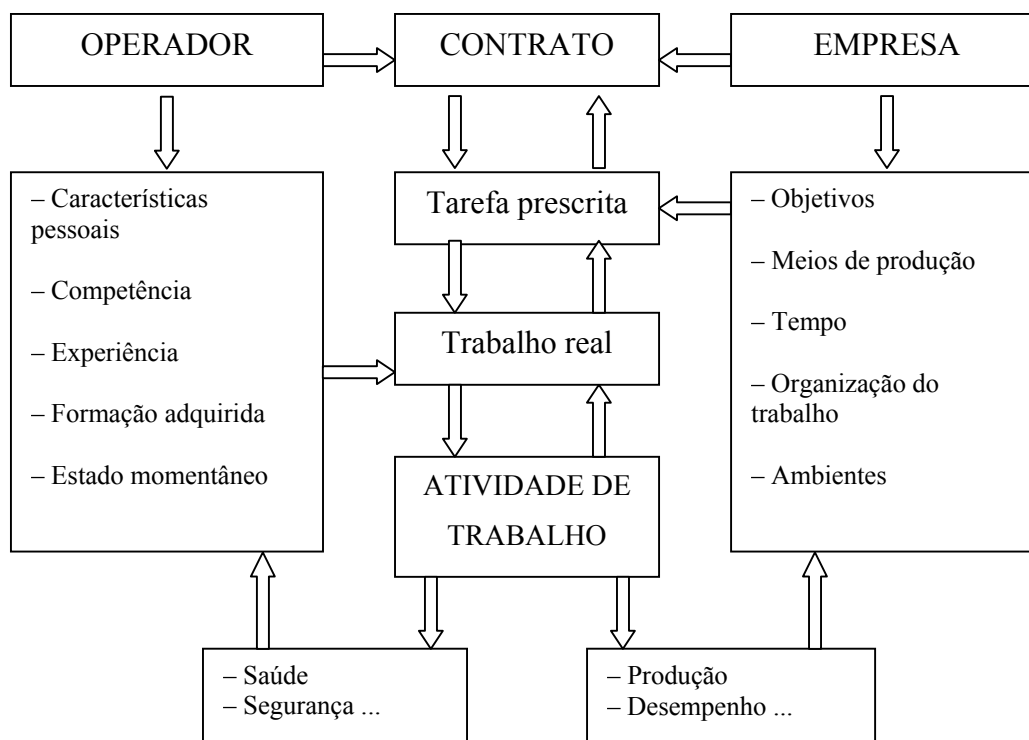 OPERADOR
CONTRATO
EMPRESA
– Características
pessoais
– Competência
– Experiência
– Formação adquirida
– Estado momentâneo
Tarefa prescrita
Trabalho real
ATIVIDADE DE
TRABALHO
– Objetivos
– Meios de produção
– Tempo
– Organização do
trabalho
– Ambientes
– Saúde
– Segurança ...
– Produção
– Desempenho ...